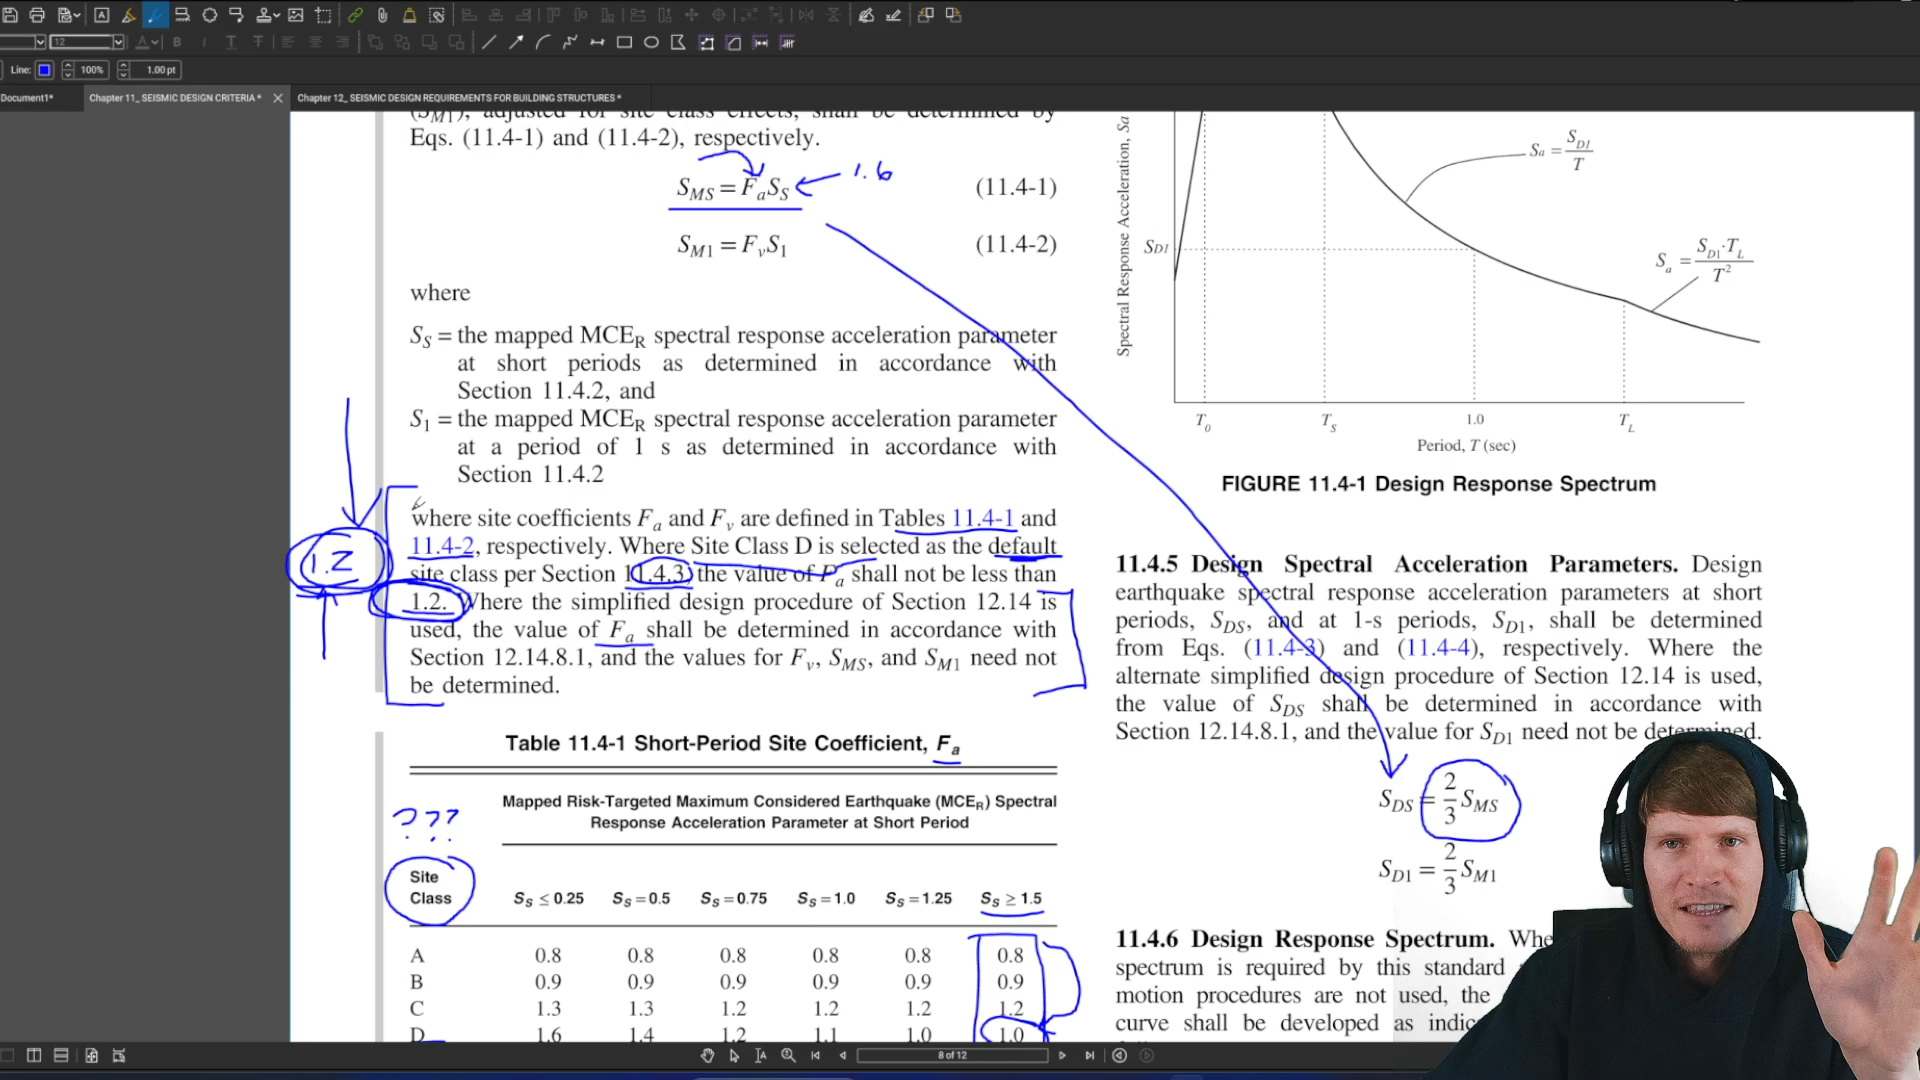 12
Line:
100%
1.00 pt
Document1*
Chapter 11_ SEISMIC DESIGN CRITERIA *
Chapter 12_ SEISMIC DESIGN REQUIREMENTS FOR BUILDING STRUCTURES *
(S_M1), adjusted for site class effects, shall be determined by
Eqs. (11.4-1) and (11.4-2), respectively.
S_MS = F_a S_S (11.4-1)
1.6
S_M1 = F_v S_1 (11.4-2)
where
S_S = the mapped MCE_R spectral response acceleration parameter
at short periods as determined in accordance with
Section 11.4.2, and
S_1 = the mapped MCE_R spectral response acceleration parameter
at a period of 1 s as determined in accordance with
Section 11.4.2
where site coefficients F_a and F_v are defined in Tables 11.4-1 and
11.4-2, respectively. Where Site Class D is selected as the default
site class per Section 11.4.3, the value of F_a shall not be less than
1.2. Where the simplified design procedure of Section 12.14 is
used, the value of F_a shall be determined in accordance with
Section 12.14.8.1, and the values for F_v, S_MS, and S_M1 need not
be determined.
1.2
Table 11.4-1 Short-Period Site Coefficient, F_a
Mapped Risk-Targeted Maximum Considered Earthquake (MCE_R) Spectral
Response Acceleration Parameter at Short Period
???
Site
Class
S_S ≤ 0.25 S_S = 0.5 S_S = 0.75 S_S = 1.0 S_S = 1.25 S_S ≥ 1.5
A 0.8 0.8 0.8 0.8 0.8 0.8
B 0.9 0.9 0.9 0.9 0.9 0.9
C 1.3 1.3 1.2 1.2 1.2 1.2
D 1.6 1.4 1.2 1.1 1.0 1.0
Spectral Response Acceleration, Sa
S_a = S_D1 / T
S_D1
S_a = S_D1·T_L / T²
T_0 T_S 1.0 T_L
Period, T (sec)
FIGURE 11.4-1 Design Response Spectrum
11.4.5 Design Spectral Acceleration Parameters. Design
earthquake spectral response acceleration parameters at short
periods, S_DS, and at 1-s periods, S_D1, shall be determined
from Eqs. (11.4-3) and (11.4-4), respectively. Where the
alternate simplified design procedure of Section 12.14 is used,
the value of S_DS shall be determined in accordance with
Section 12.14.8.1, and the value for S_D1 need not be determined.
S_DS = 2/3 S_MS
S_D1 = 2/3 S_M1
11.4.6 Design Response Spectrum.
spectrum is required by this standard
motion procedures are not used, the
curve shall be developed as
8 of 12